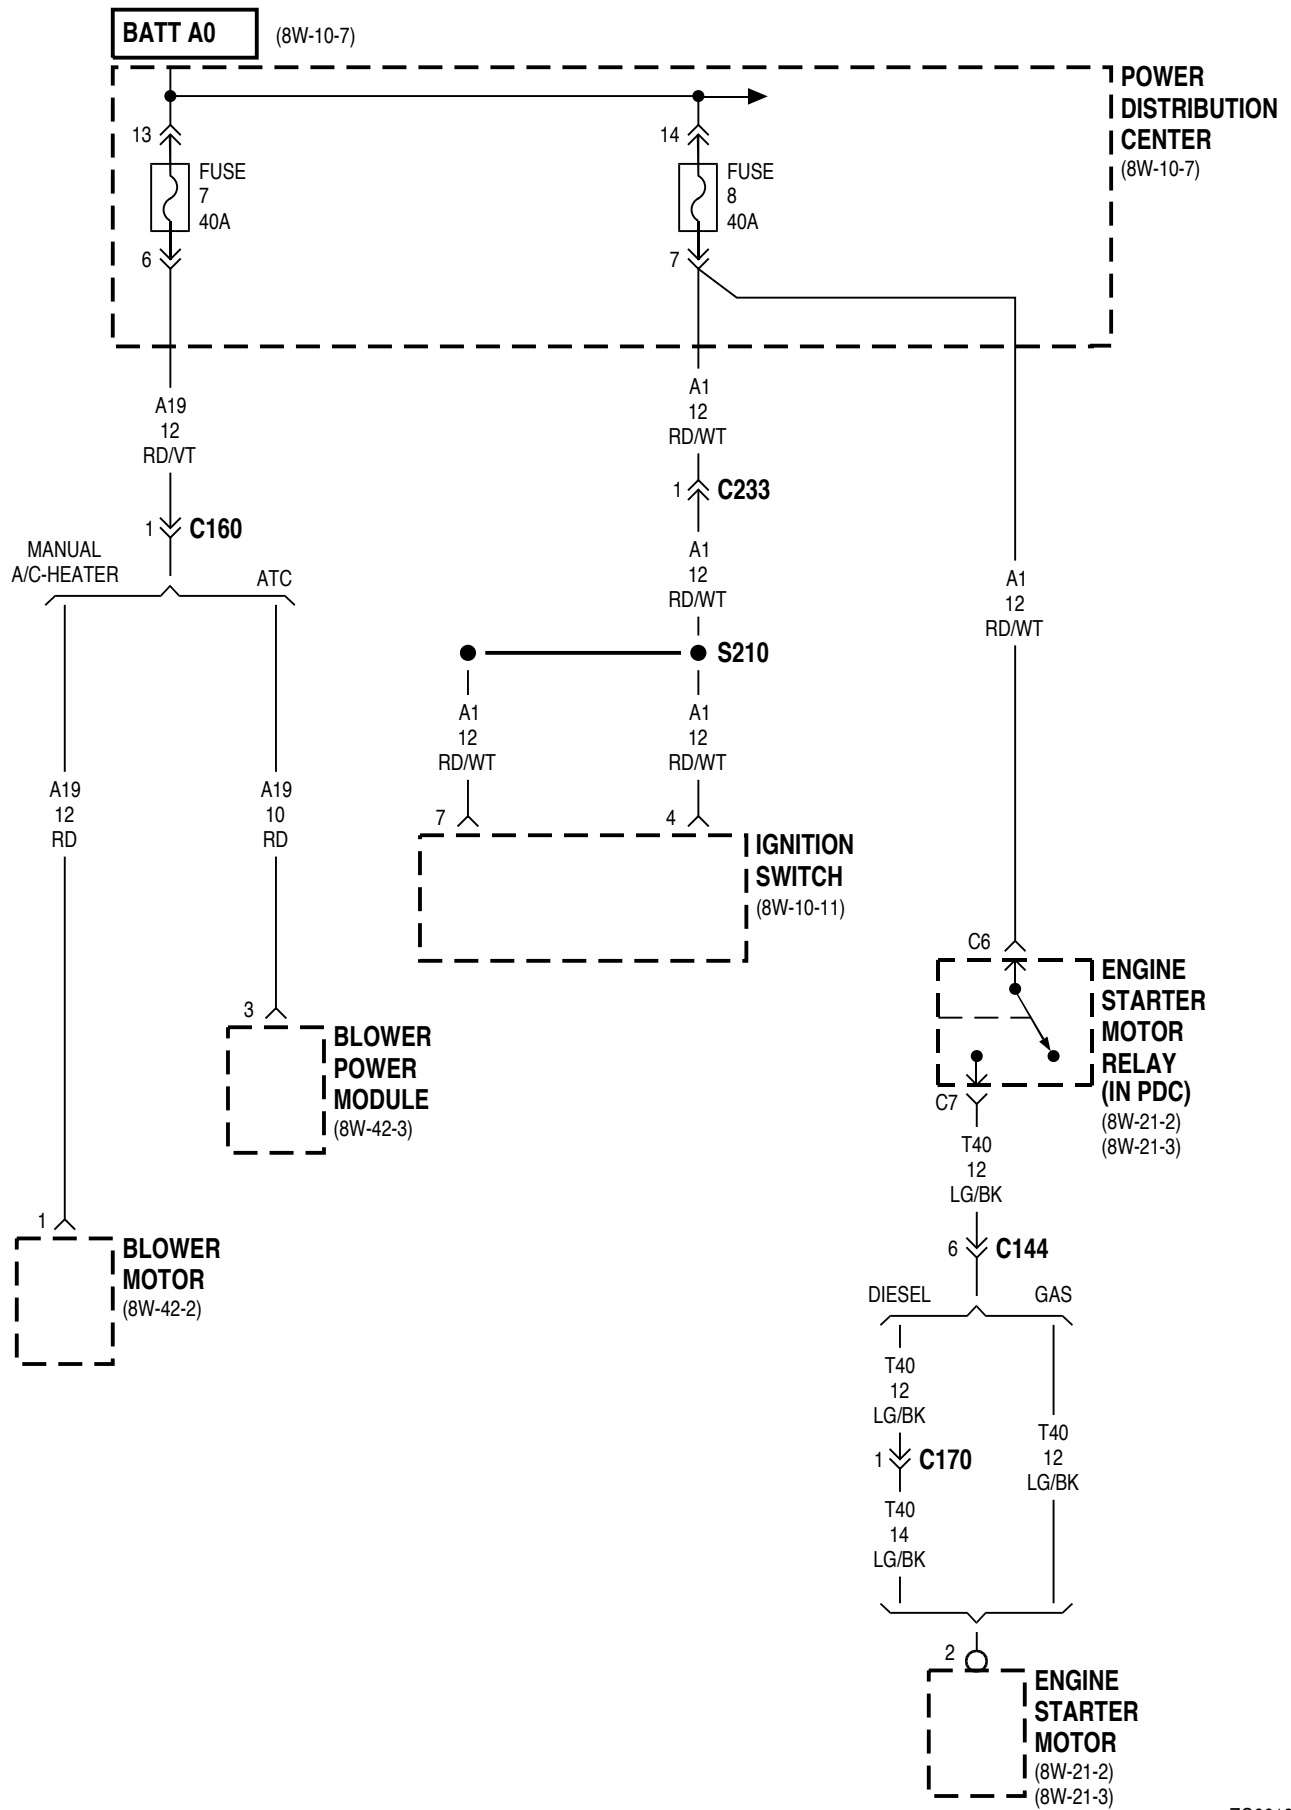 BATT A0
(8W-10-7)
POWER
DISTRIBUTION
CENTER
(8W-10-7)
13
FUSE
7
40A
6
14
FUSE
8
40A
7
A19
12
RD/VT
1
C160
MANUAL
A/C-HEATER
ATC
A1
12
RD/WT
1
C233
A1
12
RD/WT
S210
A1
12
RD/WT
A1
12
RD/WT
A1
12
RD/WT
A19
12
RD
A19
10
RD
7
4
IGNITION
SWITCH
(8W-10-11)
3
BLOWER
POWER
MODULE
(8W-42-3)
C6
ENGINE
STARTER
MOTOR
RELAY
(IN PDC)
(8W-21-2)
(8W-21-3)
C7
T40
12
LG/BK
1
BLOWER
MOTOR
(8W-42-2)
6
C144
DIESEL
GAS
T40
12
LG/BK
1
C170
T40
14
LG/BK
T40
12
LG/BK
2
ENGINE
STARTER
MOTOR
(8W-21-2)
(8W-21-3)